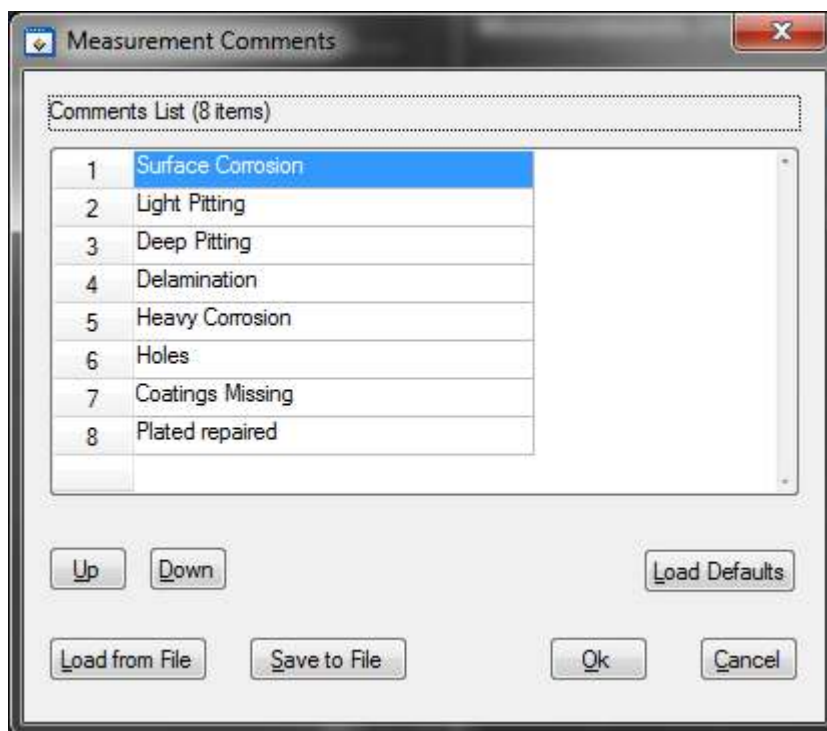 Measurement Comments
Comments List (8 items)
1 Surface Corrosion
2 Light Pitting
3 Deep Pitting
4 Delamination
5 Heavy Corrosion
6 Holes
7 Coatings Missing
8 Plated repaired
Up Down Load Defaults
Load from File Save to File Ok Cancel